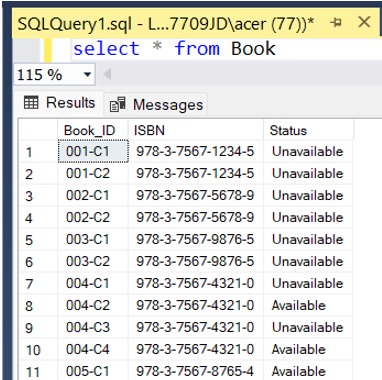 SQLQuery1.sql - L...7709JD\acer (77))*
select * from Book
115 %
Results Messages
Book_ID ISBN Status
1 001-C1 978-3-7567-1234-5 Unavailable
2 001-C2 978-3-7567-1234-5 Unavailable
3 002-C1 978-3-7567-5678-9 Unavailable
4 002-C2 978-3-7567-5678-9 Unavailable
5 003-C1 978-3-7567-9876-5 Unavailable
6 003-C2 978-3-7567-9876-5 Unavailable
7 004-C1 978-3-7567-4321-0 Unavailable
8 004-C2 978-3-7567-4321-0 Available
9 004-C3 978-3-7567-4321-0 Unavailable
10 004-C4 978-3-7567-4321-0 Available
11 005-C1 978-3-7567-8765-4 Available